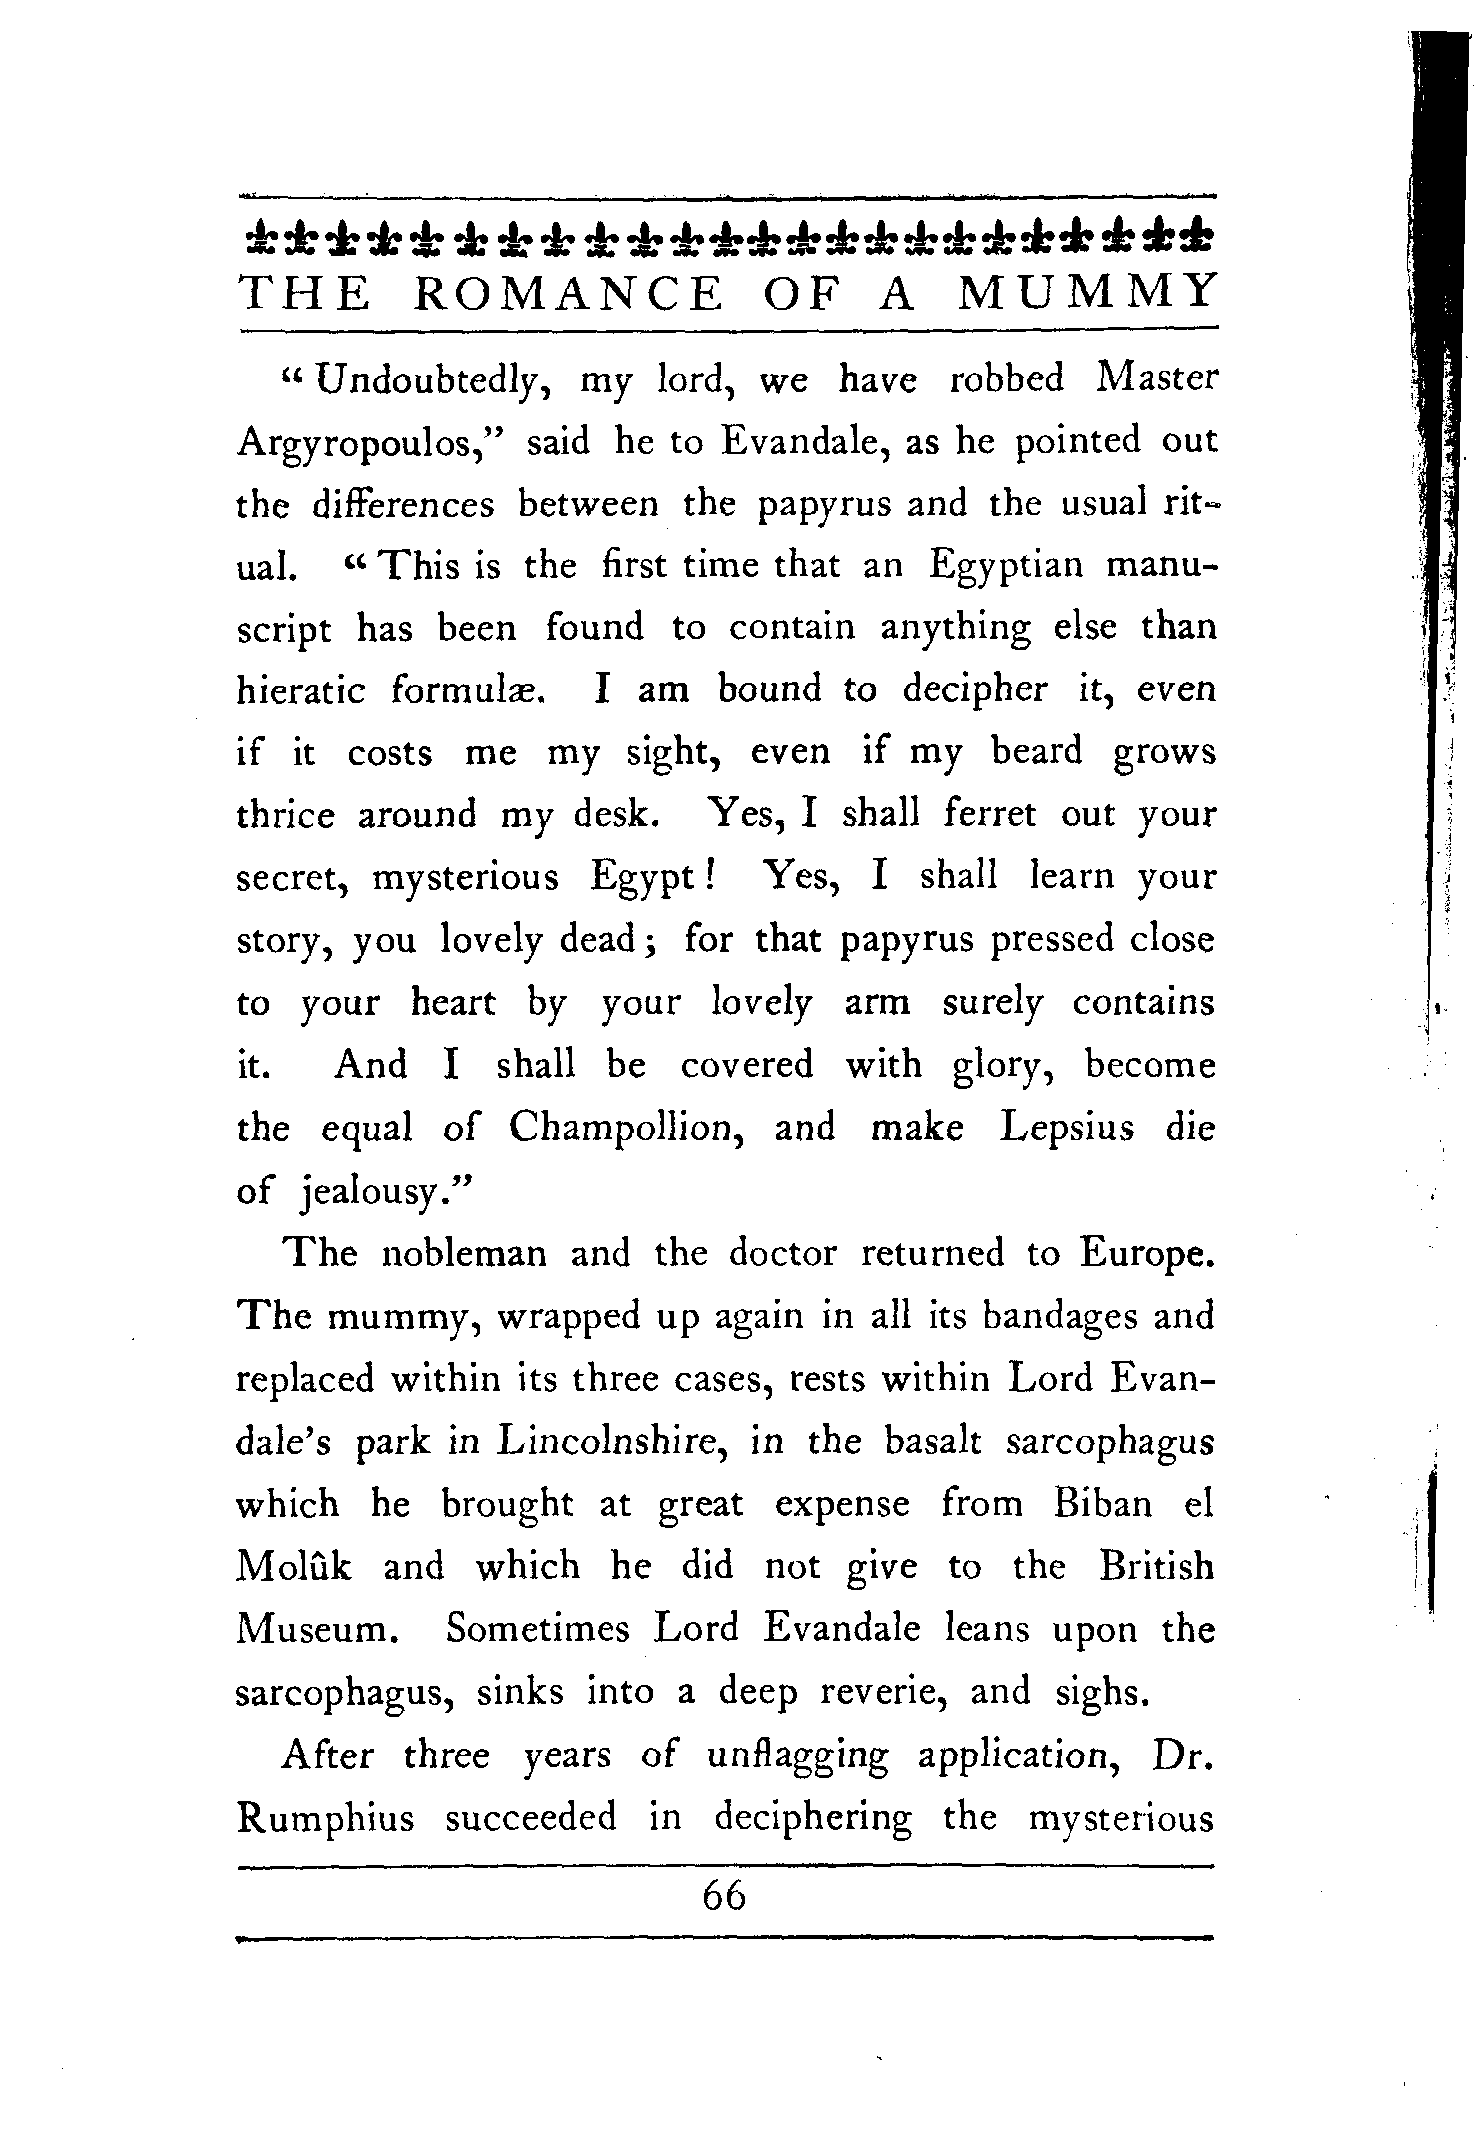 THE ROMANCE OF A MUMMY
“ Undoubtedly, my lord, we have robbed Master
Argyropoulos,” said he to Evandale, as he pointed out
the differences between the papyrus and the usual rit-
ual. “ This is the first time that an Egyptian manu-
script has been found to contain anything else than
hieratic formulæ. I am bound to decipher it, even
if it costs me my sight, even if my beard grows
thrice around my desk. Yes, I shall ferret out your
secret, mysterious Egypt ! Yes, I shall learn your
story, you lovely dead ; for that papyrus pressed close
to your heart by your lovely arm surely contains
it. And I shall be covered with glory, become
the equal of Champollion, and make Lepsius die
of jealousy.”
The nobleman and the doctor returned to Europe.
The mummy, wrapped up again in all its bandages and
replaced within its three cases, rests within Lord Evan-
dale’s park in Lincolnshire, in the basalt sarcophagus
which he brought at great expense from Biban el
Molûk and which he did not give to the British
Museum. Sometimes Lord Evandale leans upon the
sarcophagus, sinks into a deep reverie, and sighs.
After three years of unflagging application, Dr.
Rumphius succeeded in deciphering the mysterious
66